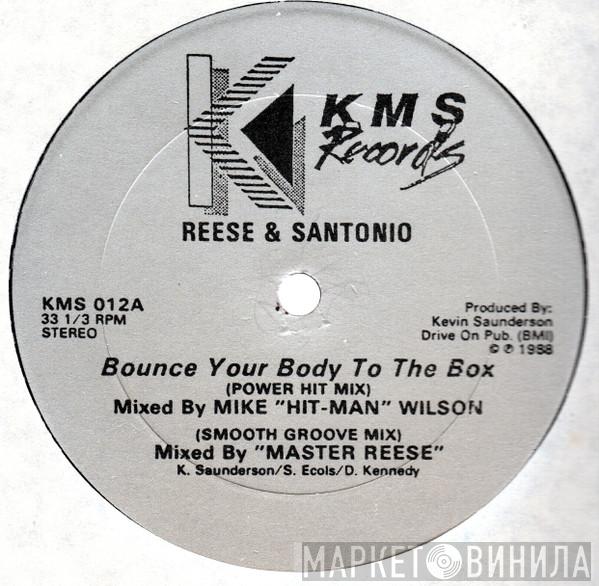 KMS
Records
REESE & SANTONIO
KMS 012A
33 1/3 RPM
STEREO
Produced By:
Kevin Saunderson
Drive On Pub. (BMI)
© ℗ 1988
Bounce Your Body To The Box
(POWER HIT MIX)
Mixed By MIKE "HIT-MAN" WILSON
(SMOOTH GROOVE MIX)
Mixed By "MASTER REESE"
K. Saunderson/S. Ecols/D. Kennedy
МАРКЕТ ВИНИЛА